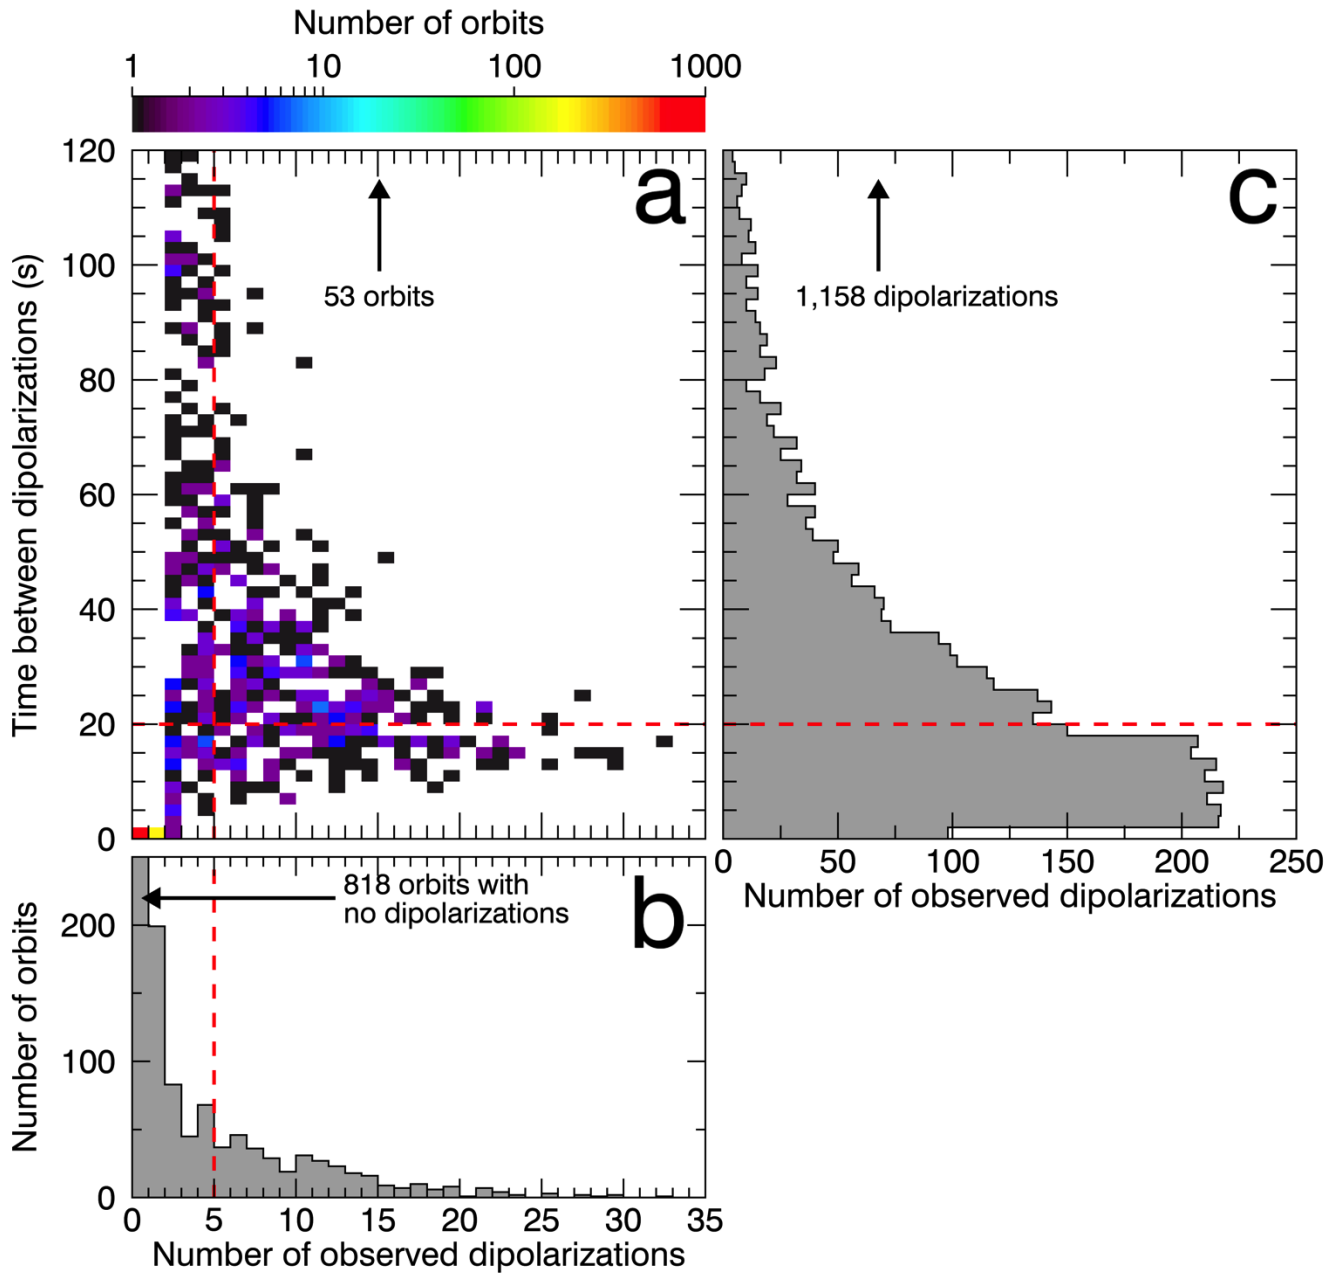 Number of orbits
1 10 100 1000
120
100
80
60
40
20
0
Time between dipolarizations (s)
a
53 orbits
c
1,158 dipolarizations
0 50 100 150 200 250
Number of observed dipolarizations
b
818 orbits with
no dipolarizations
200
100
0
Number of orbits
0 5 10 15 20 25 30 35
Number of observed dipolarizations